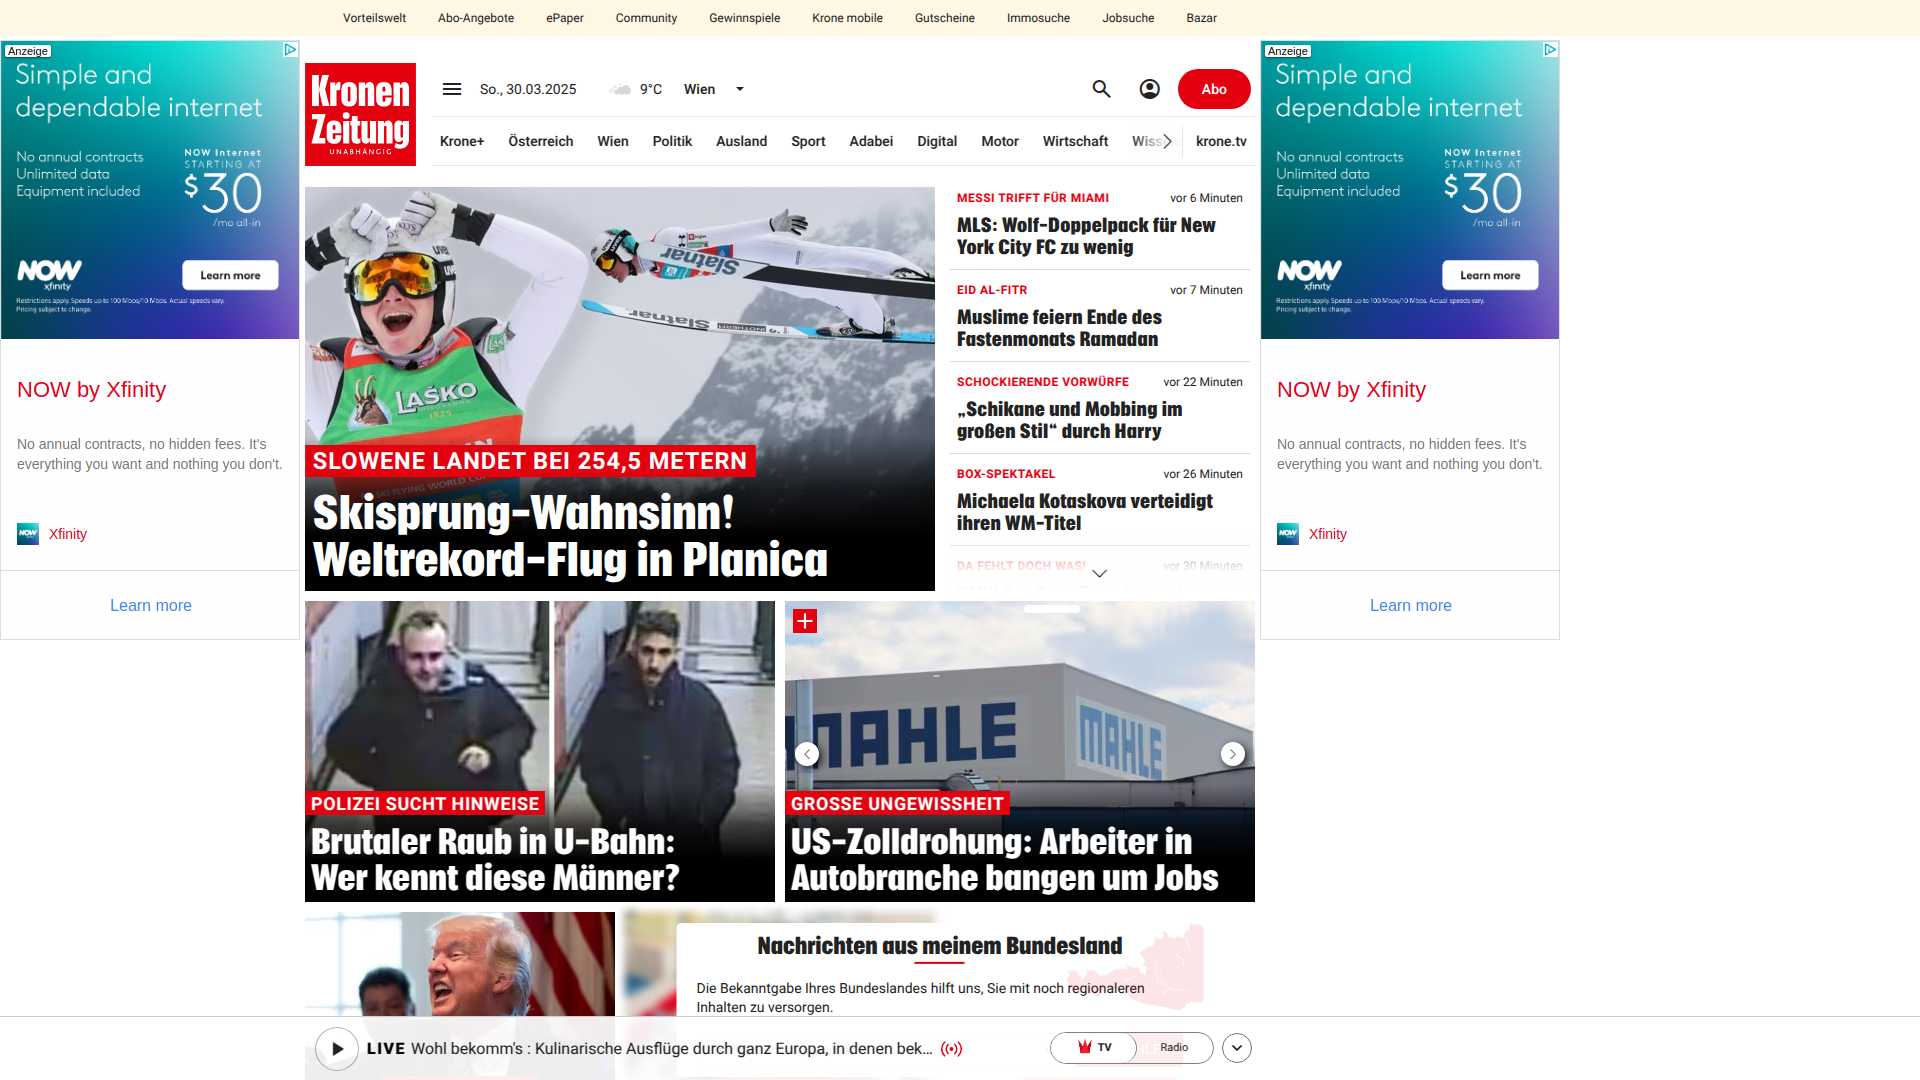 Vorteilswelt Abo-Angebote ePaper Community Gewinnspiele Krone mobile Gutscheine Immosuche Jobsuche Bazar
Anzeige
Simple and
dependable internet
No annual contracts
Unlimited data
Equipment included
NOW Internet
STARTING AT
$30
/mo all-in
NOW
xfinity
Learn more
Restrictions apply. Speeds up to 100 Mbps/10 Mbps. Actual speeds vary.
Pricing subject to change.
NOW by Xfinity
No annual contracts, no hidden fees. It's
everything you want and nothing you don't.
NOW
Xfinity
Learn more
Kronen
Zeitung
UNABHÄNGIG
So., 30.03.2025 9°C Wien
Abo
Krone+ Österreich Wien Politik Ausland Sport Adabei Digital Motor Wirtschaft Wiss krone.tv
uvex
Slatnar
Slatnar
LAŠKO
1825
SKI FLYING WORLD CUP
SLOWENE LANDET BEI 254,5 METERN
Skisprung-Wahnsinn!
Weltrekord-Flug in Planica
MESSI TRIFFT FÜR MIAMI vor 6 Minuten
MLS: Wolf-Doppelpack für New
York City FC zu wenig
EID AL-FITR vor 7 Minuten
Muslime feiern Ende des
Fastenmonats Ramadan
SCHOCKIERENDE VORWÜRFE vor 22 Minuten
„Schikane und Mobbing im
großen Stil“ durch Harry
BOX-SPEKTAKEL vor 26 Minuten
Michaela Kotaskova verteidigt
ihren WM-Titel
DA FEHLT DOCH WAS! vor 30 Minuten
POLIZEI SUCHT HINWEISE
Brutaler Raub in U-Bahn:
Wer kennt diese Männer?
MAHLE
MAHLE
GROSSE UNGEWISSHEIT
US-Zolldrohung: Arbeiter in
Autobranche bangen um Jobs
Nachrichten aus meinem Bundesland
Die Bekanntgabe Ihres Bundeslandes hilft uns, Sie mit noch regionaleren
Inhalten zu versorgen.
LIVE Wohl bekomm's : Kulinarische Ausflüge durch ganz Europa, in denen bek...
TV Radio
Anzeige
Simple and
dependable internet
No annual contracts
Unlimited data
Equipment included
NOW Internet
STARTING AT
$30
/mo all-in
NOW
xfinity
Learn more
Restrictions apply. Speeds up to 100 Mbps/10 Mbps. Actual speeds vary.
Pricing subject to change.
NOW by Xfinity
No annual contracts, no hidden fees. It's
everything you want and nothing you don't.
NOW
Xfinity
Learn more